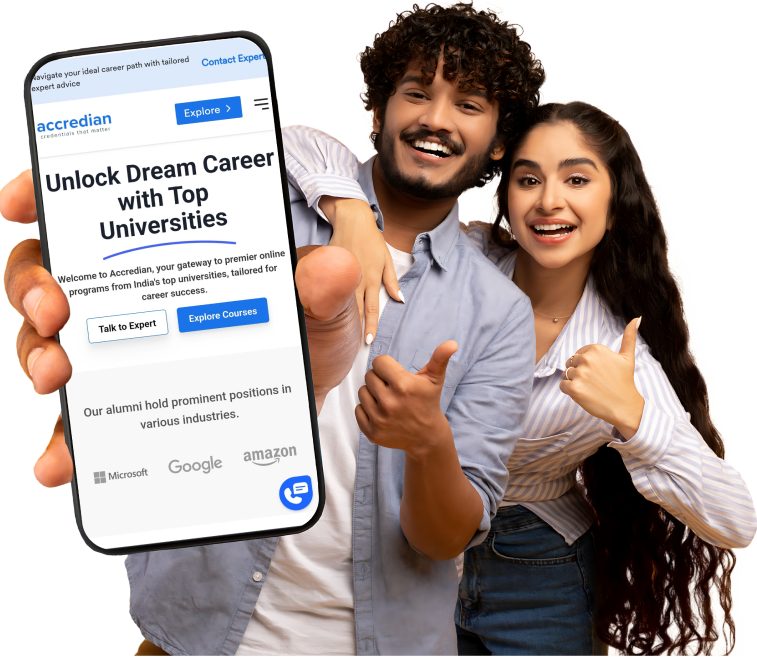 Navigate your ideal career path with tailored
expert advice
Contact Expert
accredian
credentials that matter
Explore
Unlock Dream Career
with Top
Universities
Welcome to Accredian, your gateway to premier online
programs from India's top universities, tailored for
career success.
Talk to Expert
Explore Courses
Our alumni hold prominent positions in
various industries.
Microsoft
Google
amazon